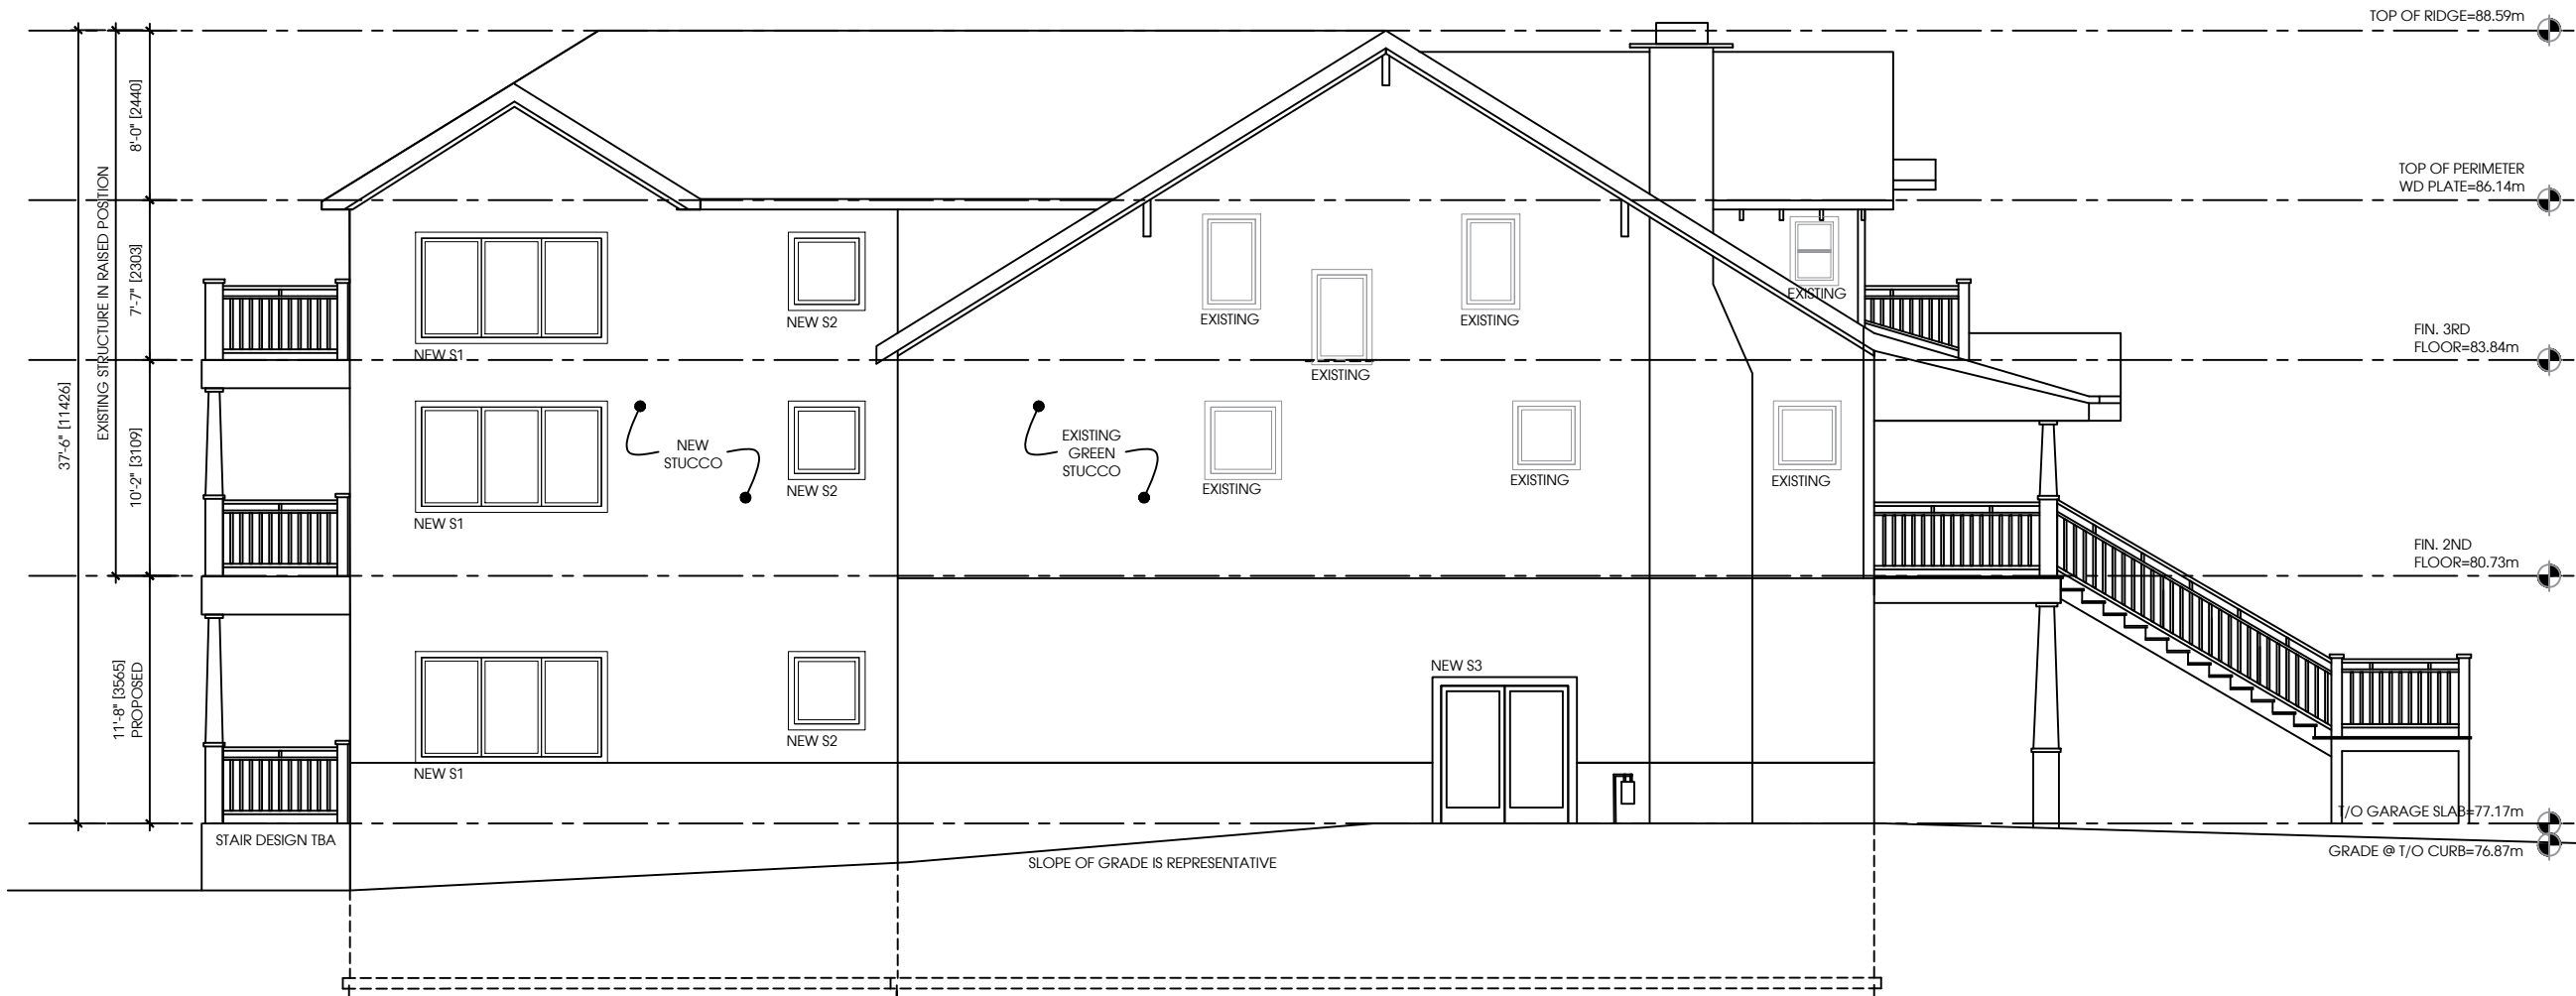 TOP OF RIDGE=88.59m
8'-0" [2440]
TOP OF PERIMETER
WD PLATE=86.14m
EXISTING STRUCTURE IN RAISED POSITION
7'-7" [2303]
EXISTING
NEW S2
EXISTING
EXISTING
NEW S1
FIN. 3RD
FLOOR=83.84m
EXISTING
37'-6" [11426]
10'-2" [3109]
NEW
STUCCO
EXISTING
GREEN
STUCCO
NEW S2
EXISTING
EXISTING
EXISTING
NEW S1
FIN. 2ND
FLOOR=80.73m
11'-8" [3565]
PROPOSED
NEW S3
NEW S2
NEW S1
T/O GARAGE SLAB=77.17m
STAIR DESIGN TBA
GRADE @ T/O CURB=76.87m
SLOPE OF GRADE IS REPRESENTATIVE